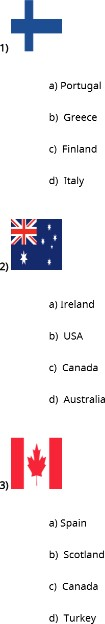 1)
a) Portugal
b) Greece
c) Finland
d) Italy
2)
a) Ireland
b) USA
c) Canada
d) Australia
3)
a) Spain
b) Scotland
c) Canada
d) Turkey